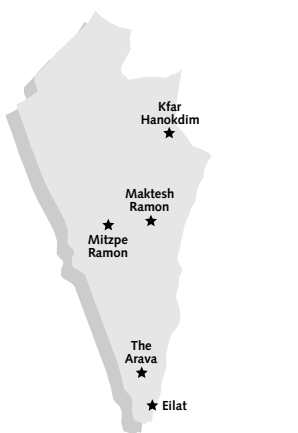 Kfar
Hanokdim
Maktesh
Ramon
Mitzpe
Ramon
The
Arava
Eilat